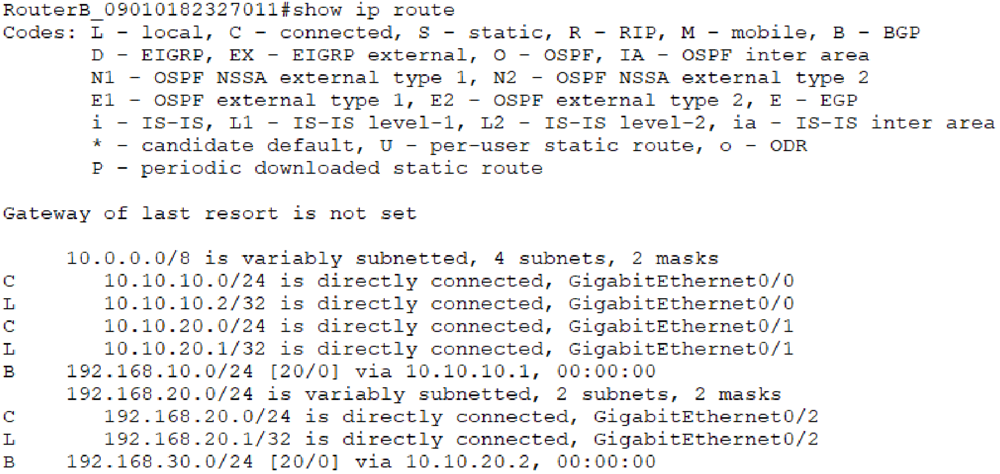 RouterB_09010182327011#show ip route
Codes: L - local, C - connected, S - static, R - RIP, M - mobile, B - BGP
       D - EIGRP, EX - EIGRP external, O - OSPF, IA - OSPF inter area
       N1 - OSPF NSSA external type 1, N2 - OSPF NSSA external type 2
       E1 - OSPF external type 1, E2 - OSPF external type 2, E - EGP
       i - IS-IS, L1 - IS-IS level-1, L2 - IS-IS level-2, ia - IS-IS inter area
       * - candidate default, U - per-user static route, o - ODR
       P - periodic downloaded static route

Gateway of last resort is not set

     10.0.0.0/8 is variably subnetted, 4 subnets, 2 masks
C       10.10.10.0/24 is directly connected, GigabitEthernet0/0
L       10.10.10.2/32 is directly connected, GigabitEthernet0/0
C       10.10.20.0/24 is directly connected, GigabitEthernet0/1
L       10.10.20.1/32 is directly connected, GigabitEthernet0/1
B    192.168.10.0/24 [20/0] via 10.10.10.1, 00:00:00
     192.168.20.0/24 is variably subnetted, 2 subnets, 2 masks
C       192.168.20.0/24 is directly connected, GigabitEthernet0/2
L       192.168.20.1/32 is directly connected, GigabitEthernet0/2
B    192.168.30.0/24 [20/0] via 10.10.20.2, 00:00:00